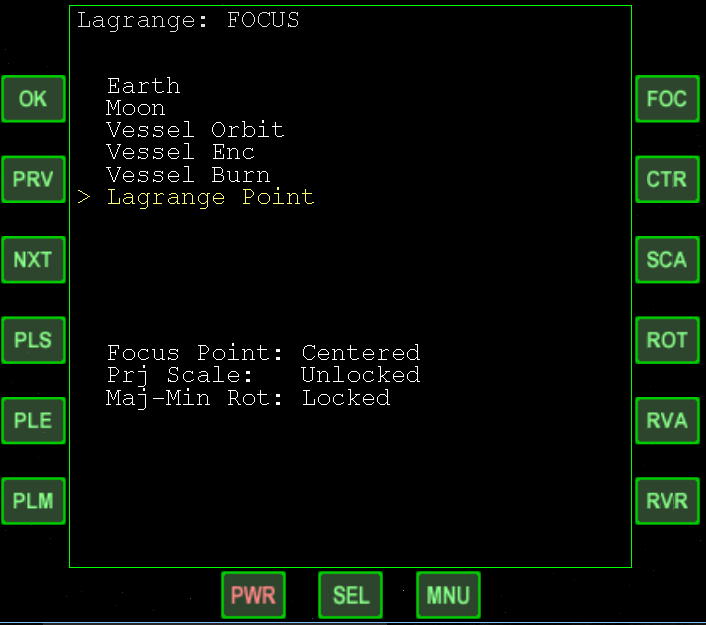 Lagrange: FOCUS
Earth
Moon
Vessel Orbit
Vessel Enc
Vessel Burn
> Lagrange Point
Focus Point: Centered
Prj Scale: Unlocked
Maj-Min Rot: Locked
OK
PRV
NXT
PLS
PLE
PLM
FOC
CTR
SCA
ROT
RVA
RVR
PWR
SEL
MNU